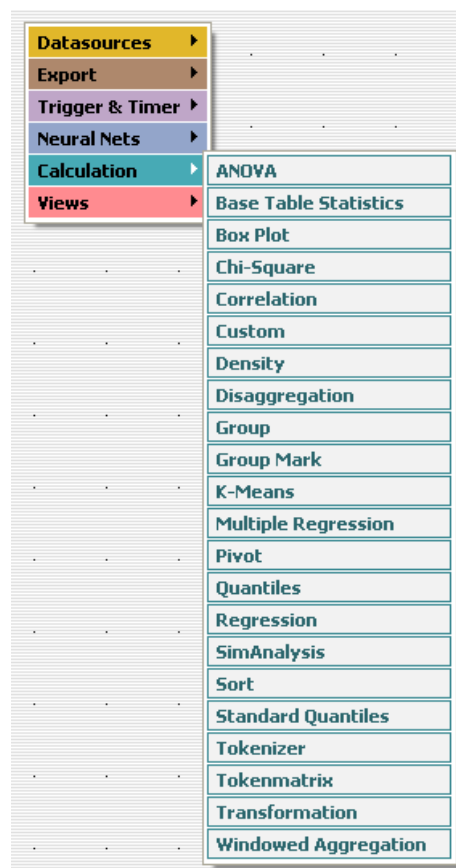 Datasources
Export
Trigger & Timer
Neural Nets
Calculation
Views
ANOVA
Base Table Statistics
Box Plot
Chi-Square
Correlation
Custom
Density
Disaggregation
Group
Group Mark
K-Means
Multiple Regression
Pivot
Quantiles
Regression
SimAnalysis
Sort
Standard Quantiles
Tokenizer
Tokenmatrix
Transformation
Windowed Aggregation